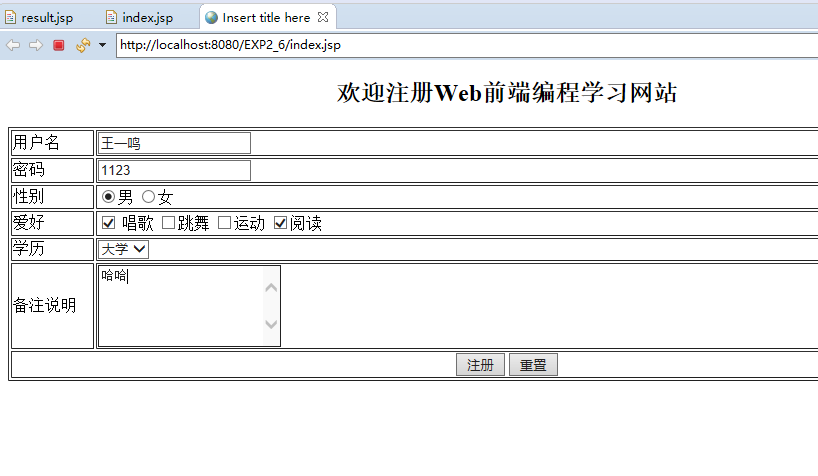 result.jsp index.jsp Insert title here
http://localhost:8080/EXP2_6/index.jsp
欢迎注册Web前端编程学习网站
用户名 王一鸣
密码 1123
性别 男 女
爱好 唱歌 跳舞 运动 阅读
学历 大学
备注说明 哈哈
注册 重置